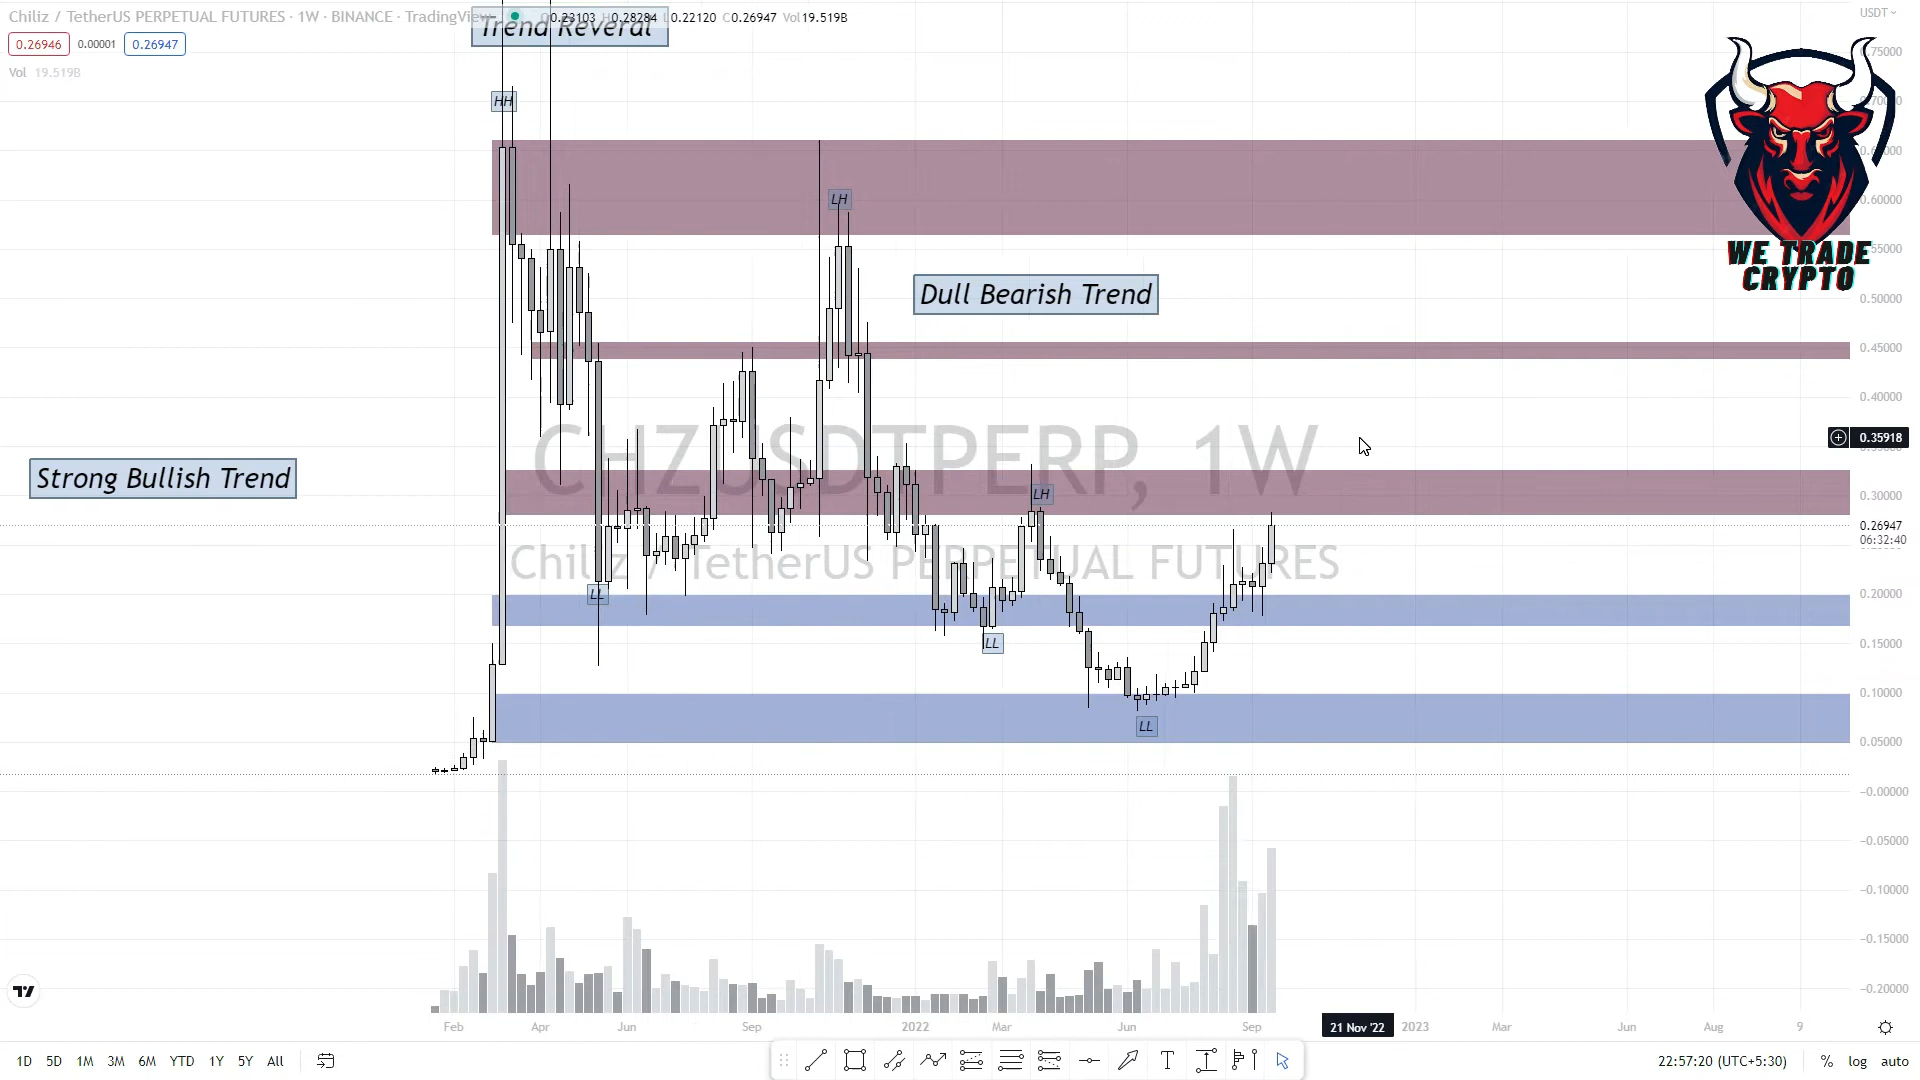 Chiliz / TetherUS PERPETUAL FUTURES · 1W · BINANCE · TradingView
O0.23103 H0.28284 L0.22120 C0.26947 Vol19.519B
USDT
Trend Reveral
0.26946 0.00001 0.26947
Vol 19.519B
0.75000
HH
LH
0.60000
WE TRADE
CRYPTO
0.55000
Dull Bearish Trend
0.50000
0.45000
0.40000
0.35918
CHZUSDTPERP, 1W
Strong Bullish Trend
LH
0.30000
0.26947
06:32:40
Chiliz / TetherUS PERPETUAL FUTURES
LL
0.20000
LL
0.15000
0.10000
LL
0.05000
−0.00000
−0.05000
−0.10000
−0.15000
−0.20000
Feb Apr Jun Sep 2022 Mar Jun Sep 21 Nov '22 2023 Mar Jun Aug 9
1D 5D 1M 3M 6M YTD 1Y 5Y All
T
22:57:20 (UTC+5:30) % log auto